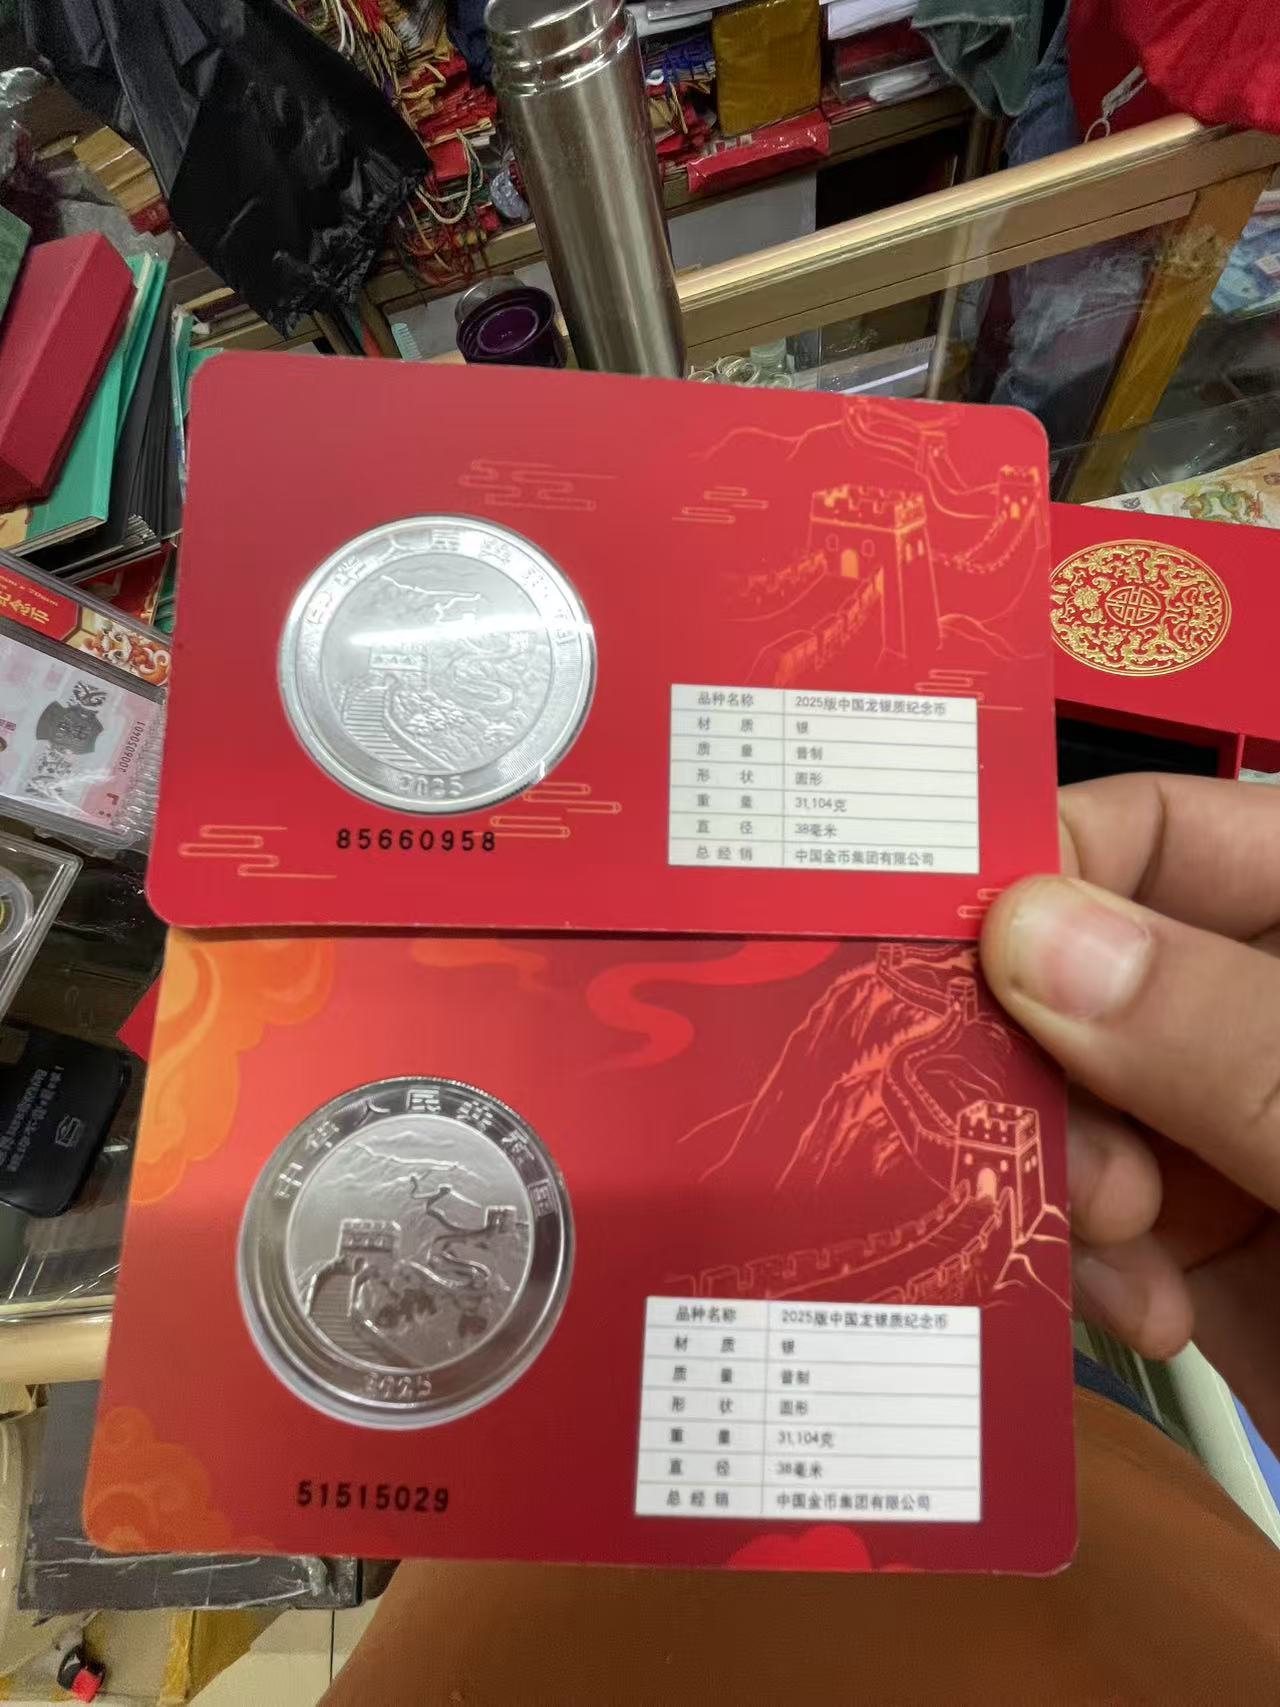 中华人民共和国
2025
85660958
品种名称 2025版中国龙银质纪念币
材 质 银
质 量 普制
形 状 圆形
重 量 31,104克
直 径 38毫米
总 经 销 中国金币集团有限公司
中华人民共和国
2025
51515029
品种名称 2025版中国龙银质纪念币
材 质 银
质 量 普制
形 状 圆形
重 量 31,104克
直 径 38毫米
总 经 销 中国金币集团有限公司
J006050401